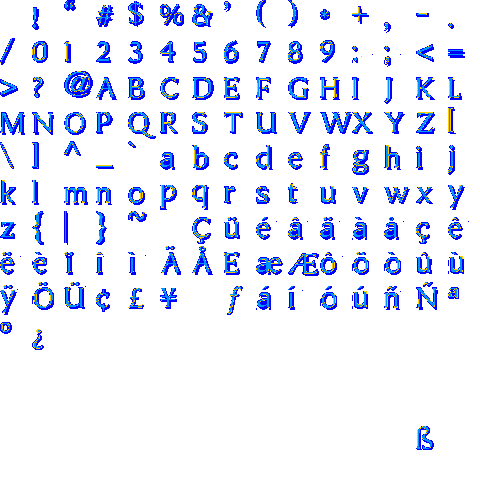 ! “ # $ % & ’ ( ) • + , - .
/ 0 1 2 3 4 5 6 7 8 9 : ; < =
> ? @ A B C D E F G H I J K L
M N O P Q R S T U V W X Y Z [
\ ] ^ _ ` a b c d e f g h i j
k l m n o p q r s t u v w x y
z { | } ~ Ç ü é â ä à å ç ê
ë è ï î ì Ä Å E æ Æ ô ö ò û ù
ÿ Ö Ü ¢ £ ¥ ƒ á í ó ú ñ Ñ ª
º ¿
ß